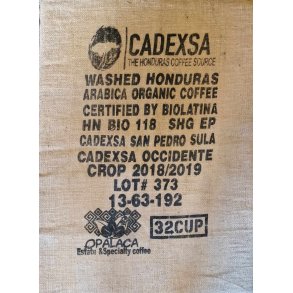 CADEXSA
THE HONDURAS COFFEE SOURCE
WASHED HONDURAS
ARABICA ORGANIC COFFEE
CERTIFIED BY BIOLATINA
HN BIO 118 SHG EP
CADEXSA SAN PEDRO SULA
CADEXSA OCCIDENTE
CROP 2018/2019
LOT# 373
13-63-192
OPALACA
Estate &Specialty coffee
32CUP